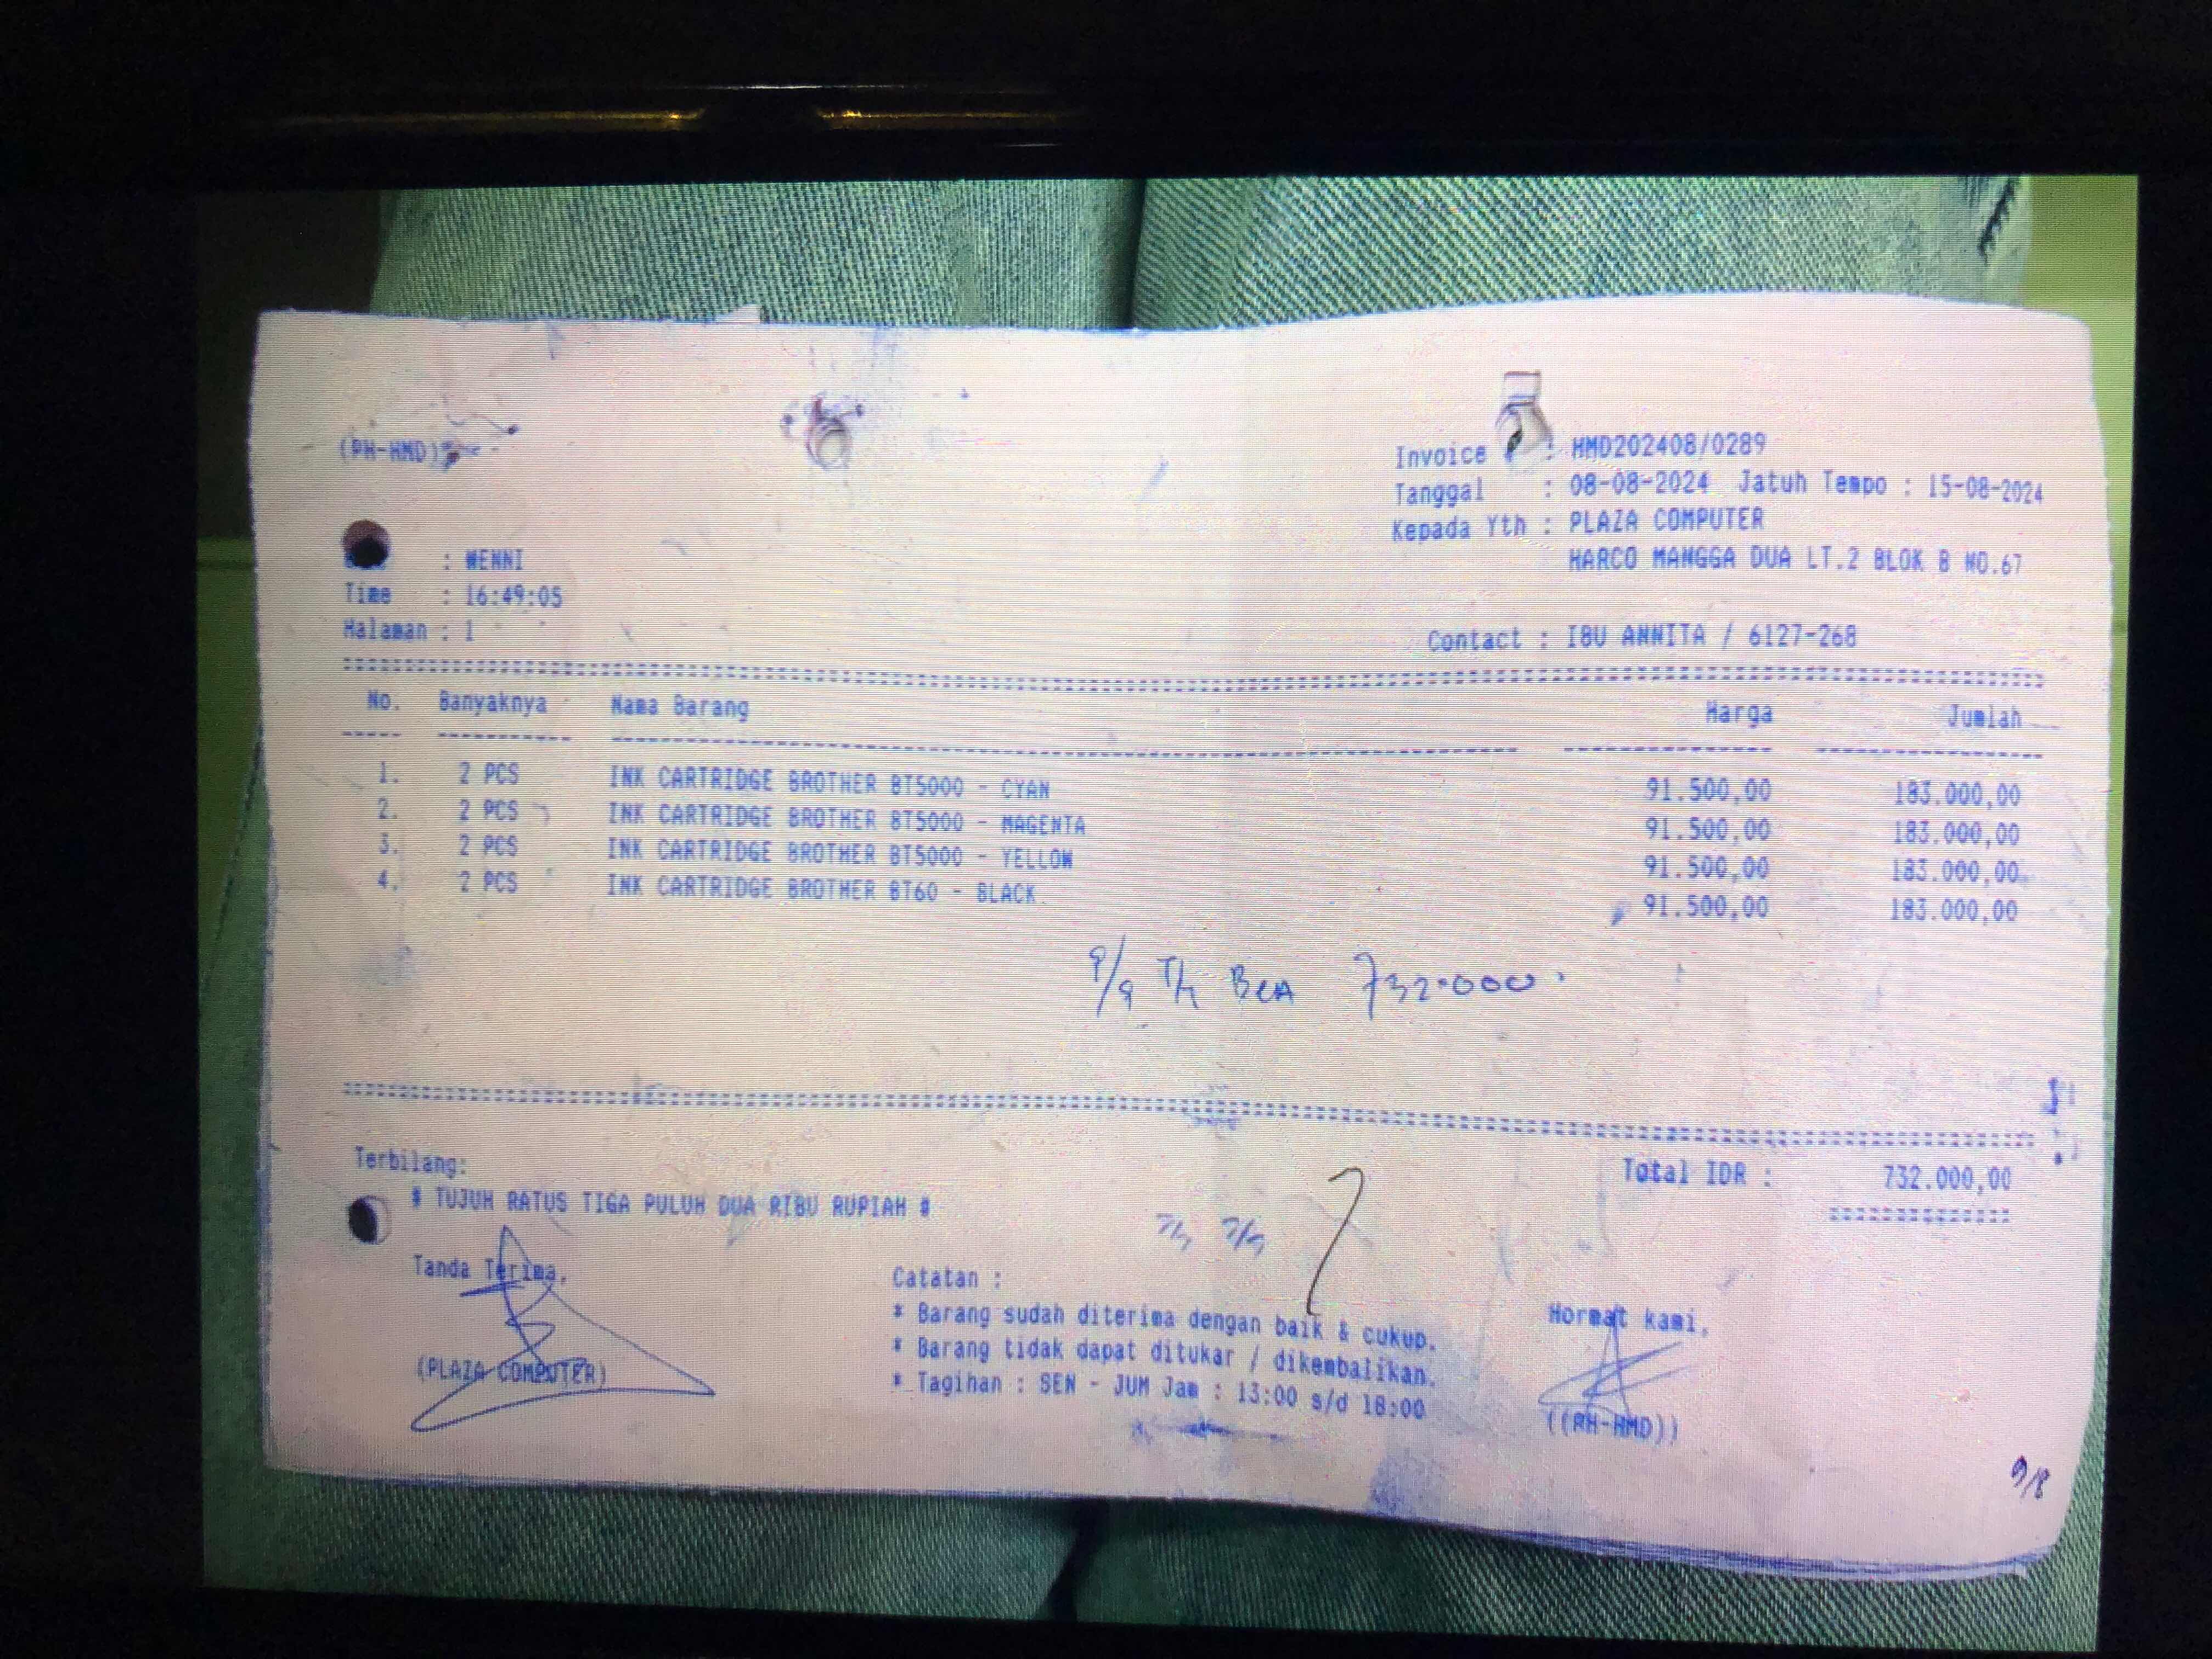 (RH-HMD)
Invoice : HMD202408/0289
Tanggal : 08-08-2024 Jatuh Tempo : 15-08-2024
Kepada Yth : PLAZA COMPUTER
HARCO MANGGA DUA LT.2 BLOK B NO.67
: WENNI
Time : 16:49:05
Halaman : 1
Contact : IBU ANNITA / 6127-268
No. Banyaknya Nama Barang Harga Jumlah
1. 2 PCS INK CARTRIDGE BROTHER BT5000 - CYAN 91.500,00 183.000,00
2. 2 PCS INK CARTRIDGE BROTHER BT5000 - MAGENTA 91.500,00 183.000,00
3. 2 PCS INK CARTRIDGE BROTHER BT5000 - YELLOW 91.500,00 183.000,00
4. 2 PCS INK CARTRIDGE BROTHER BT60 - BLACK 91.500,00 183.000,00
9/9 BCA 732.000
Terbilang:
# TUJUH RATUS TIGA PULUH DUA RIBU RUPIAH #
Total IDR : 732.000,00
Tanda Terima,
(PLAZA COMPUTER)
Catatan :
* Barang sudah diterima dengan baik & cukup.
* Barang tidak dapat ditukar / dikembalikan.
* Tagihan : SEN - JUM Jam : 13:00 s/d 18:00
Hormat kami,
((RH-HMD))
9/8